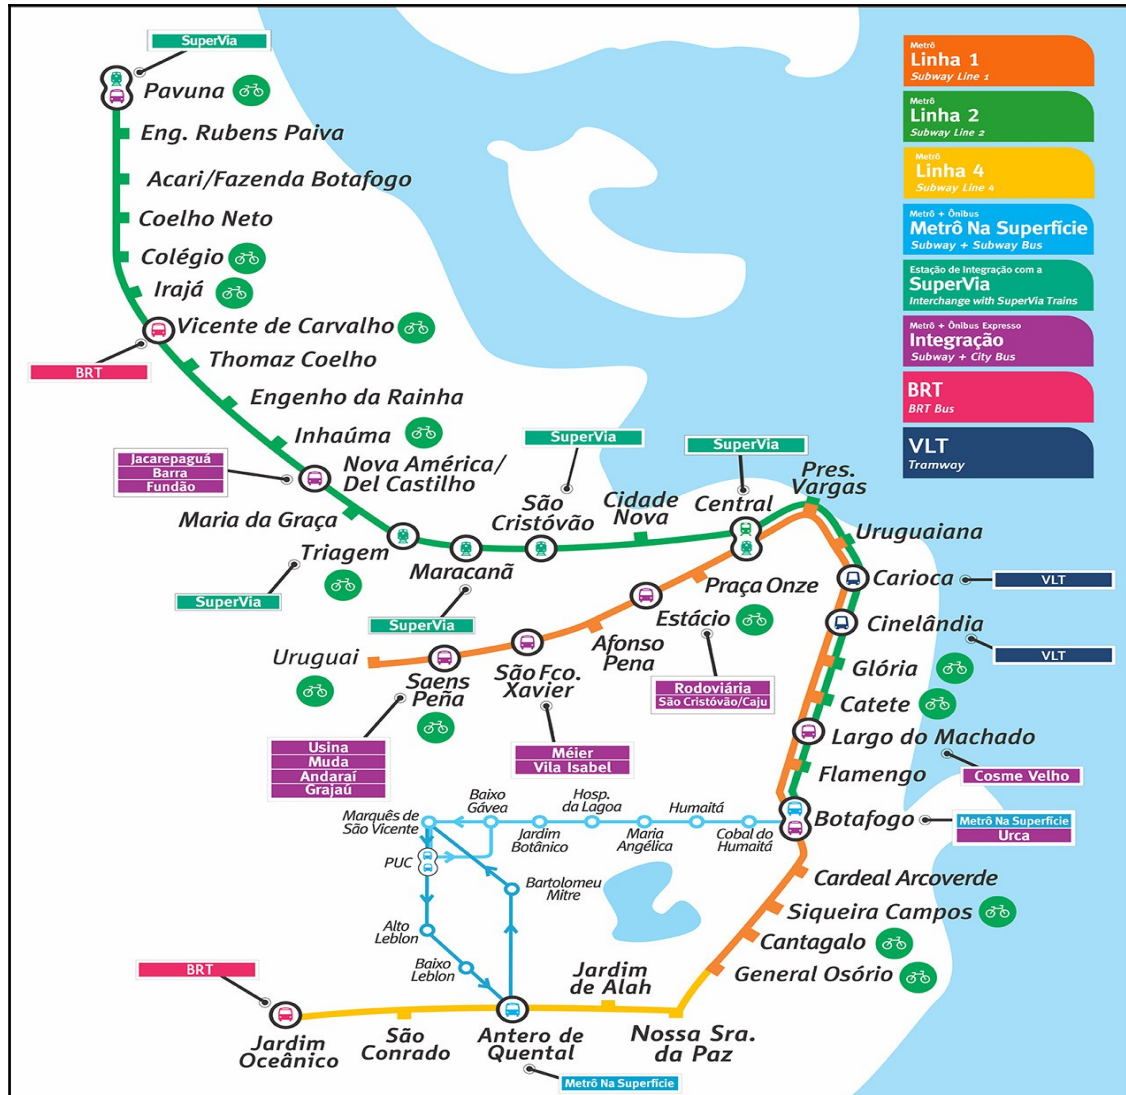 SuperVia
Pavuna
Eng. Rubens Paiva
Acari/Fazenda Botafogo
Coelho Neto
Colégio
Irajá
Vicente de Carvalho
BRT
Thomaz Coelho
Engenho da Rainha
Inhaúma
Jacarepaguá
Barra
Fundão
Nova América/
Del Castilho
Maria da Graça
Triagem
SuperVia
Maracanã
SuperVia
SuperVia
São
Cristóvão
Cidade
Nova
SuperVia
Central
Pres.
Vargas
Uruguaiana
Carioca
VLT
Cinelândia
VLT
Glória
Catete
Largo do Machado
Cosme Velho
Flamengo
Botafogo
Metrô Na Superfície
Urca
Praça Onze
Estácio
Rodoviária
São Cristóvão/Caju
Afonso
Pena
São Fco.
Xavier
Méier
Vila Isabel
Saens
Peña
Usina
Muda
Andaraí
Grajaú
Uruguai
Marquês de
São Vicente
Baixo
Gávea
Jardim
Botânico
Hosp.
da Lagoa
Maria
Angélica
Humaitá
Cobal do
Humaitá
PUC
Bartolomeu
Mitre
Alto
Leblon
Baixo
Leblon
Cardeal Arcoverde
Siqueira Campos
Cantagalo
General Osório
Nossa Sra.
da Paz
Jardim
de Alah
Antero de
Quental
Metrô Na Superfície
São
Conrado
BRT
Jardim
Oceânico
Metrô
Linha 1
Subway Line 1
Metrô
Linha 2
Subway Line 2
Metrô
Linha 4
Subway Line 4
Metrô + Ônibus
Metrô Na Superfície
Subway + Subway Bus
Estação de Integração com a
SuperVia
Interchange with SuperVia Trains
Metrô + Ônibus Expresso
Integração
Subway + City Bus
BRT
BRT Bus
VLT
Tramway